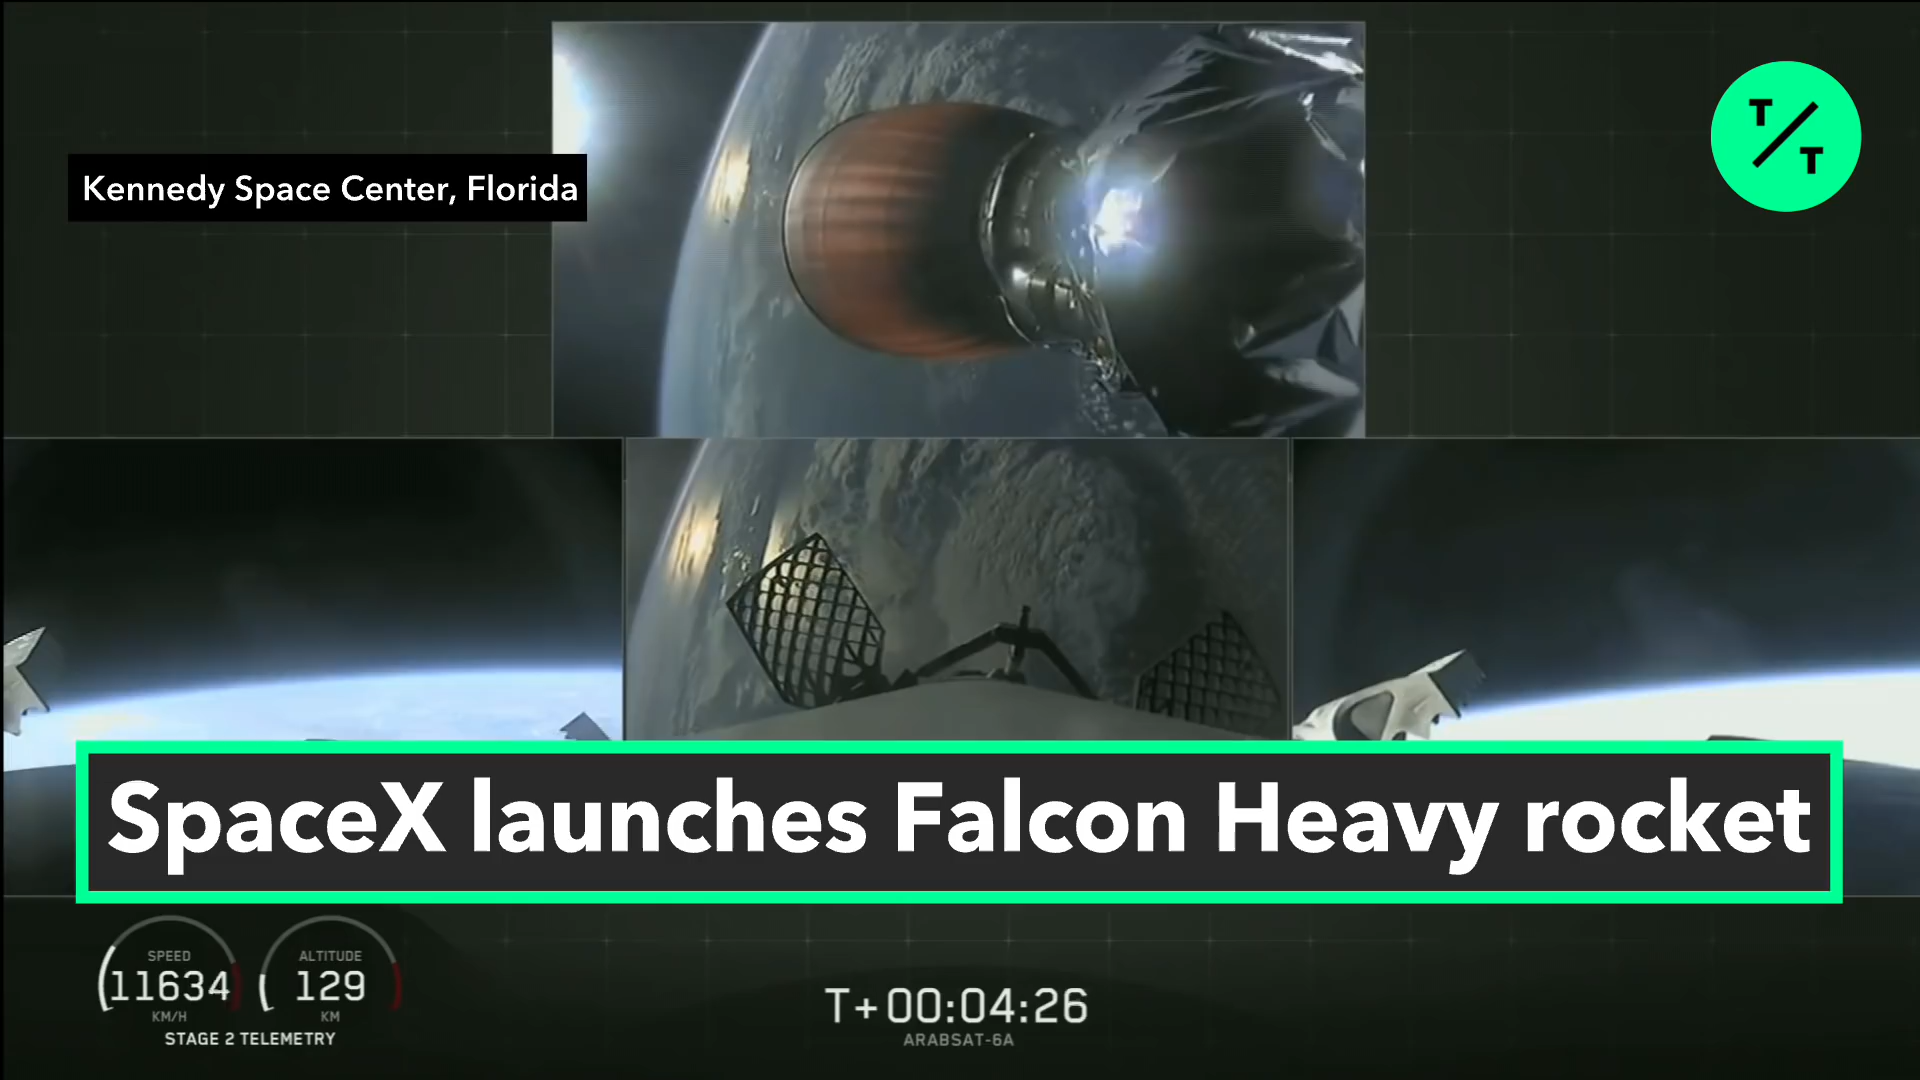 T/T
Kennedy Space Center, Florida
SpaceX launches Falcon Heavy rocket
SPEED
11634
KM/H
ALTITUDE
129
KM
STAGE 2 TELEMETRY
T+00:04:26
ARABSAT-6A